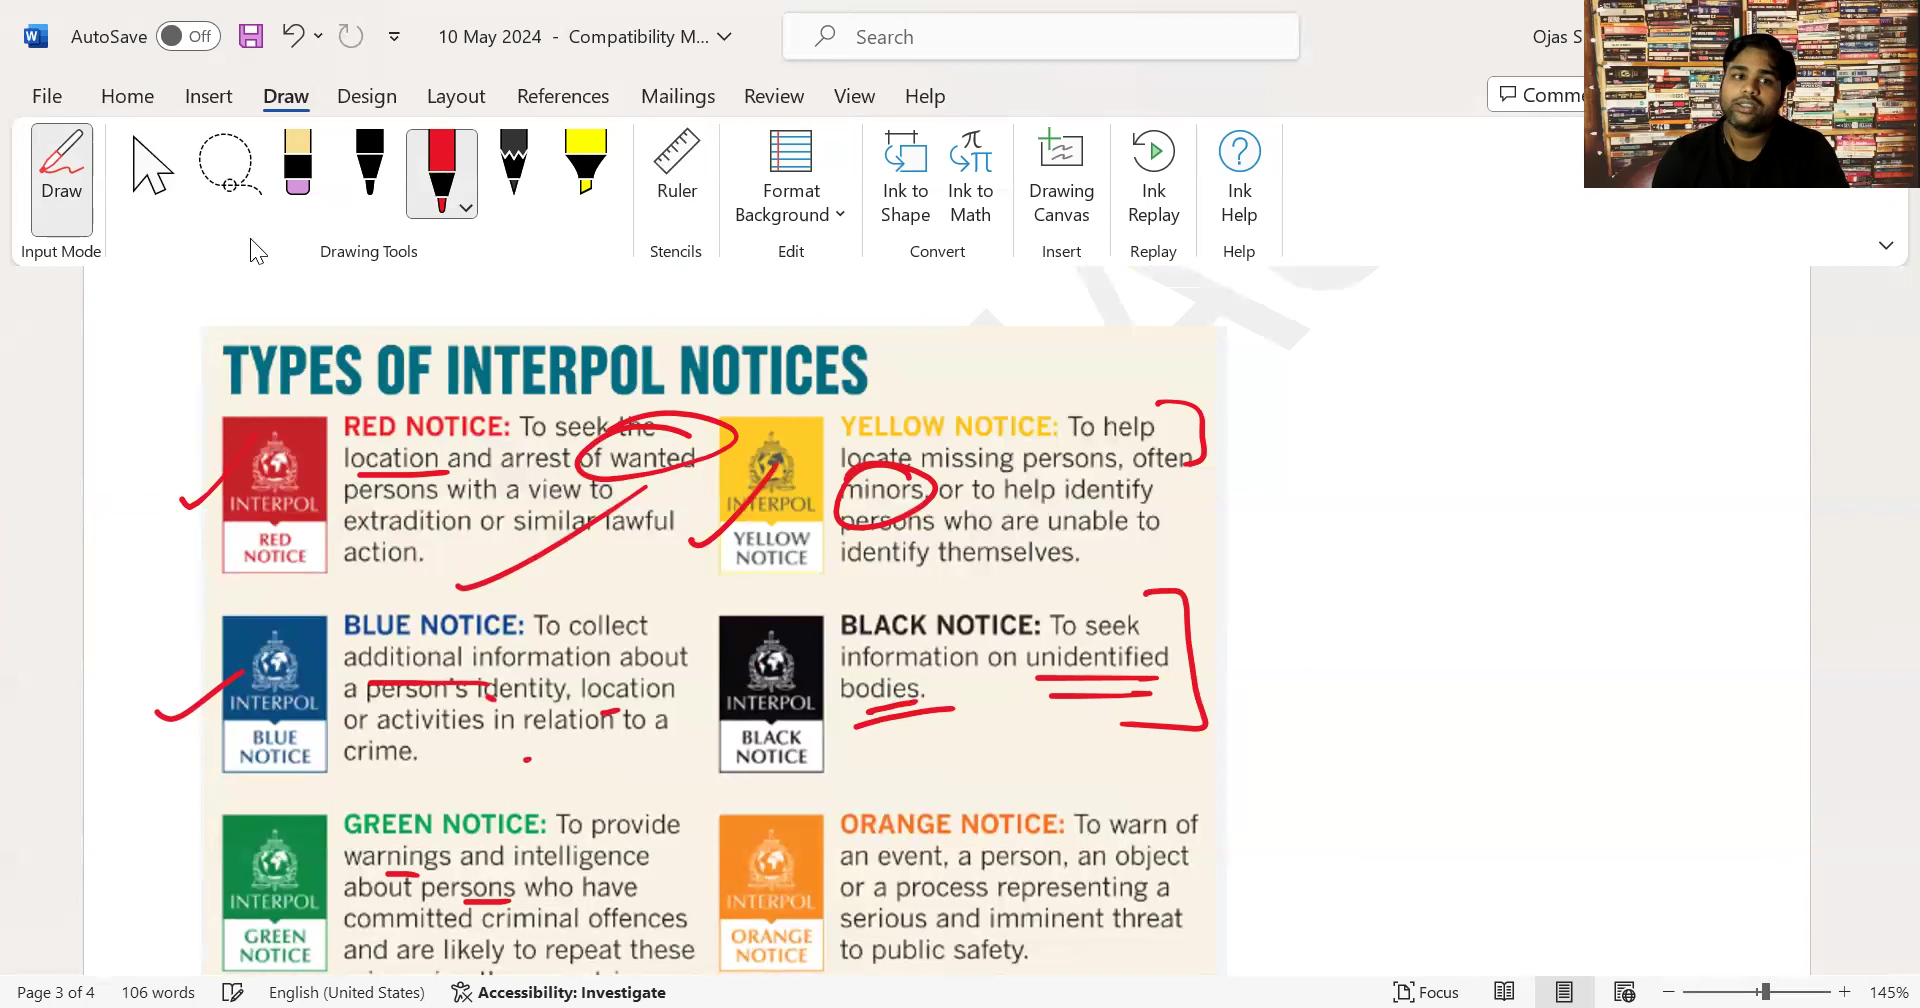 AutoSave Off 10 May 2024 - Compatibility M... Search Ojas S
File Home Insert Draw Design Layout References Mailings Review View Help Comme
Draw Ruler Format Background Ink to Shape Ink to Math Drawing Canvas Ink Replay Ink Help
Input Mode Drawing Tools Stencils Edit Convert Insert Replay Help
TYPES OF INTERPOL NOTICES
INTERPOL
RED
NOTICE
RED NOTICE: To seek the
location and arrest of wanted
persons with a view to
extradition or similar lawful
action.
INTERPOL
YELLOW
NOTICE
YELLOW NOTICE: To help
locate missing persons, often
minors, or to help identify
persons who are unable to
identify themselves.
INTERPOL
BLUE
NOTICE
BLUE NOTICE: To collect
additional information about
a person's identity, location
or activities in relation to a
crime.
INTERPOL
BLACK
NOTICE
BLACK NOTICE: To seek
information on unidentified
bodies.
INTERPOL
GREEN
NOTICE
GREEN NOTICE: To provide
warnings and intelligence
about persons who have
committed criminal offences
and are likely to repeat these
INTERPOL
ORANGE
NOTICE
ORANGE NOTICE: To warn of
an event, a person, an object
or a process representing a
serious and imminent threat
to public safety.
Page 3 of 4 106 words English (United States) Accessibility: Investigate Focus 145%